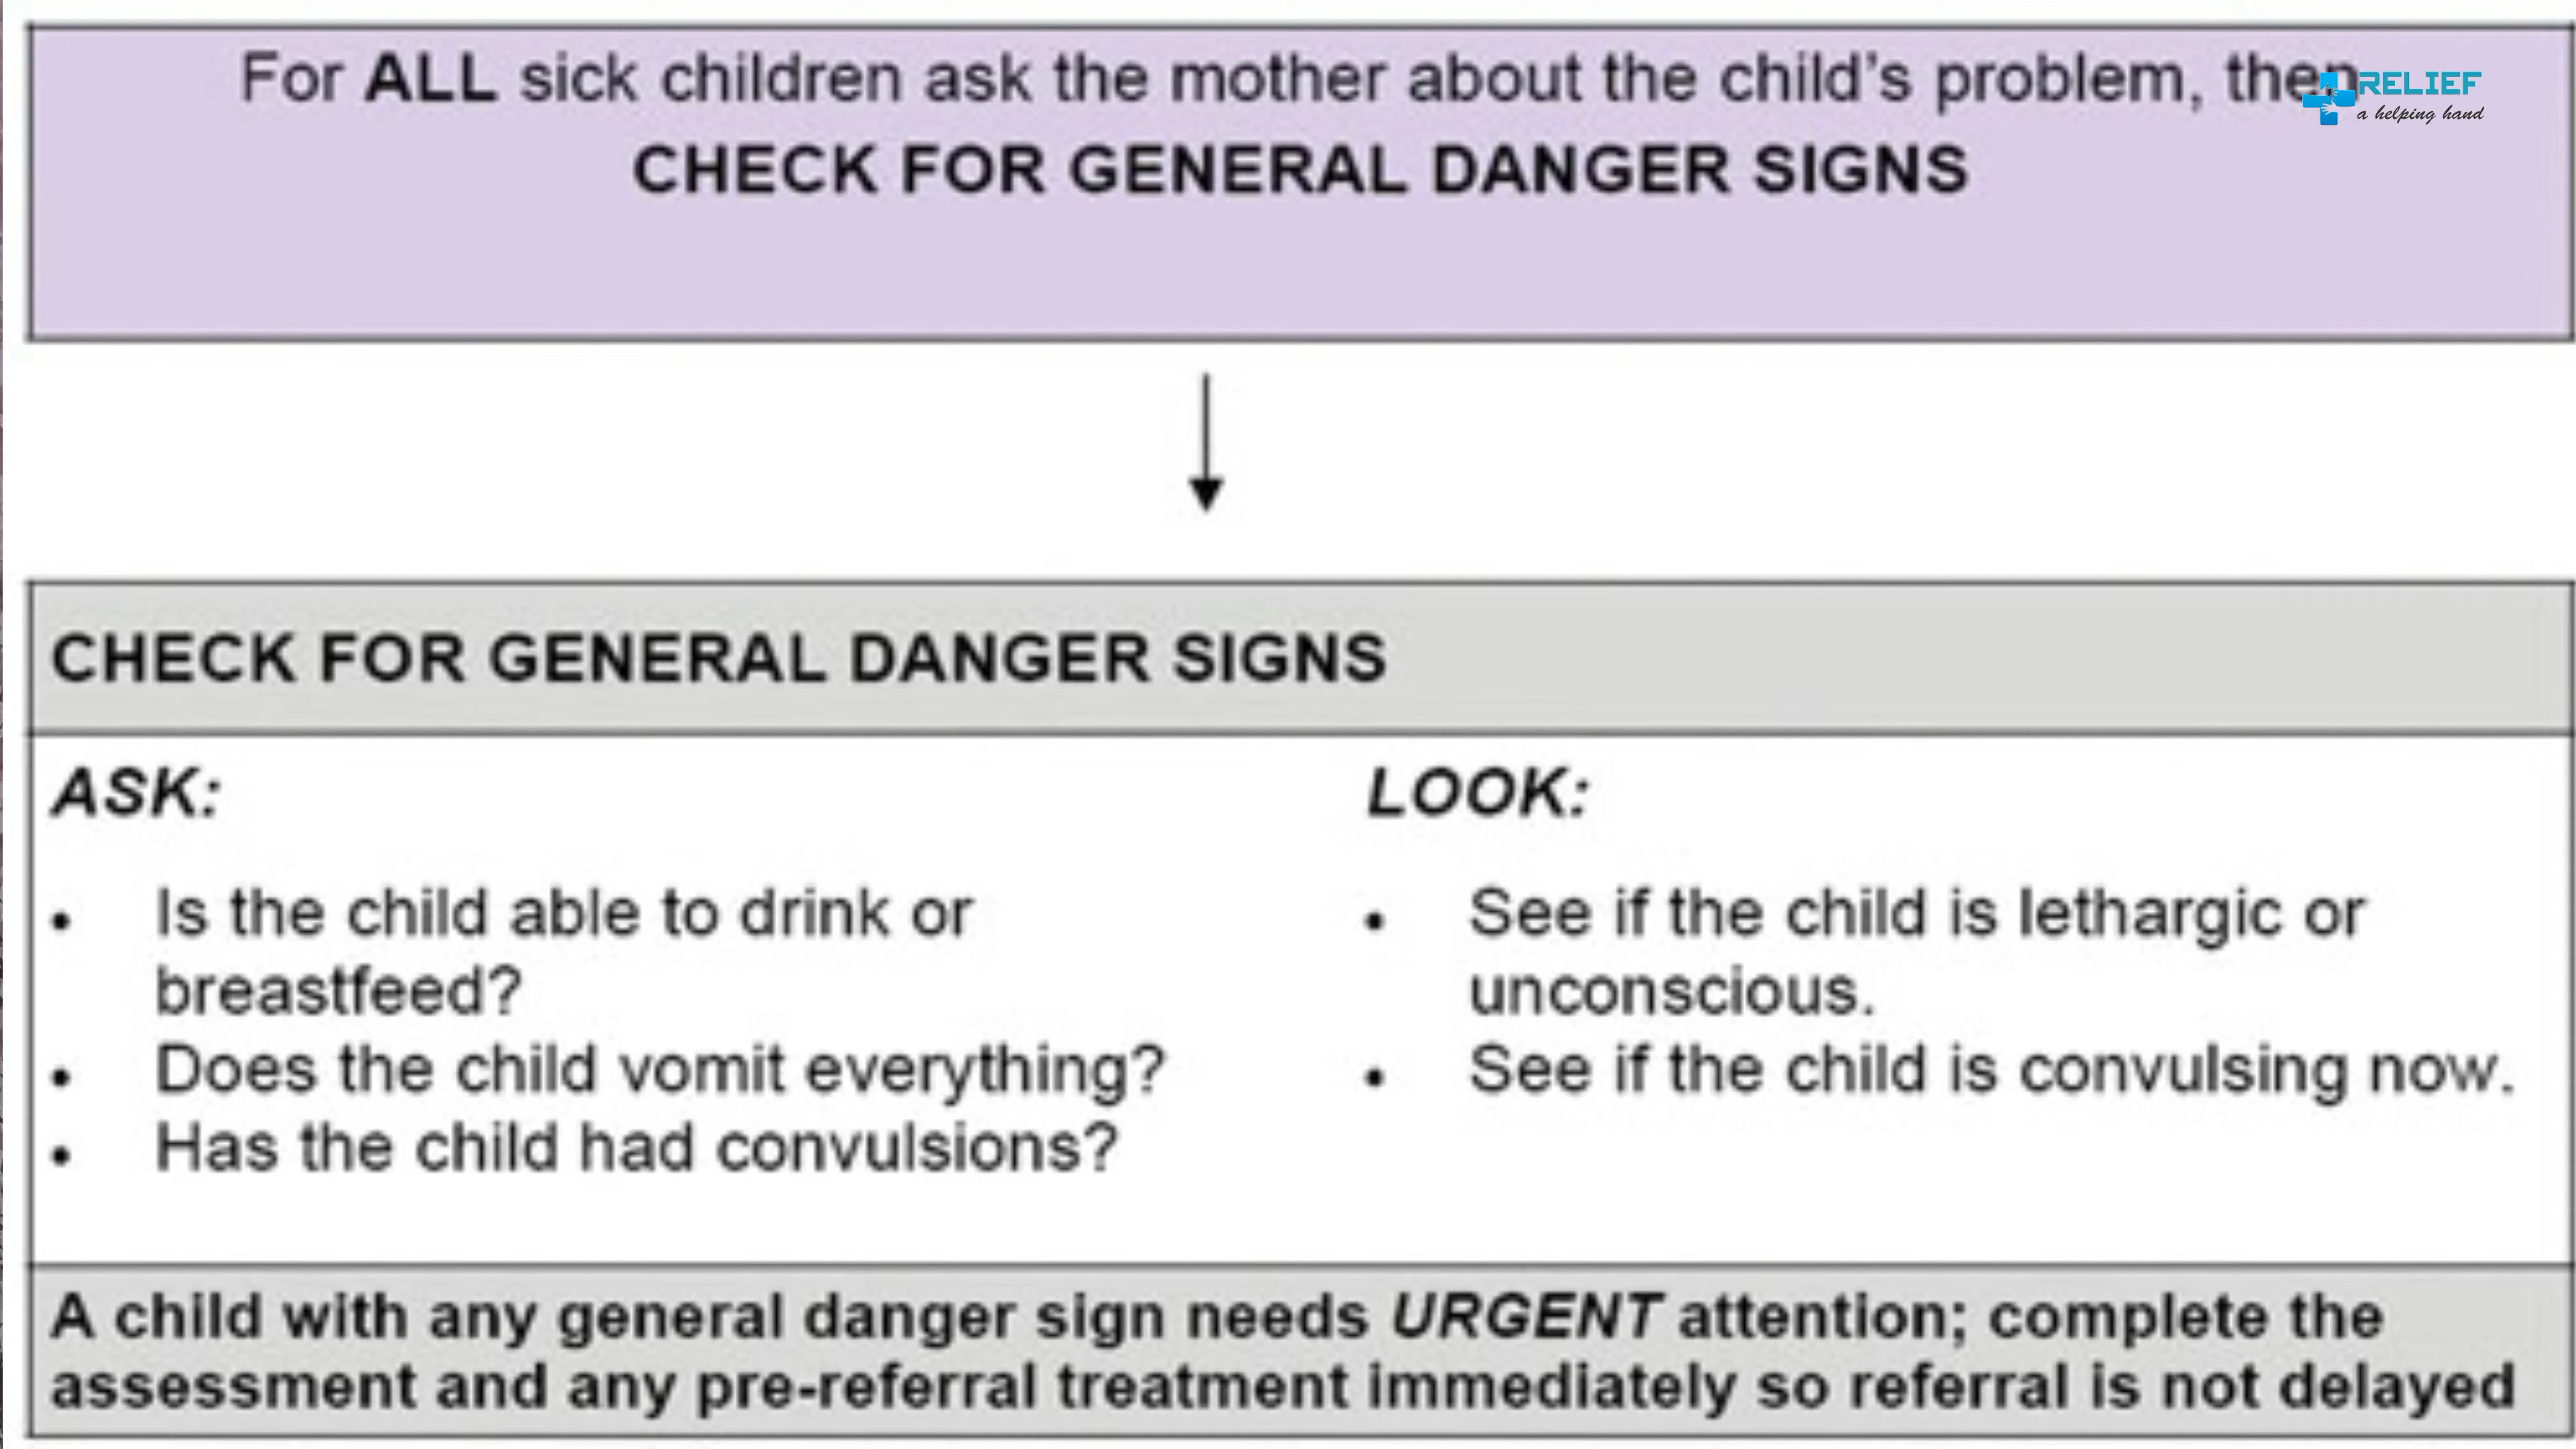 For ALL sick children ask the mother about the child's problem, then
RELIEF
a helping hand
CHECK FOR GENERAL DANGER SIGNS
CHECK FOR GENERAL DANGER SIGNS
ASK:
• Is the child able to drink or
breastfeed?
• Does the child vomit everything?
• Has the child had convulsions?
LOOK:
• See if the child is lethargic or
unconscious.
• See if the child is convulsing now.
A child with any general danger sign needs URGENT attention; complete the
assessment and any pre-referral treatment immediately so referral is not delayed